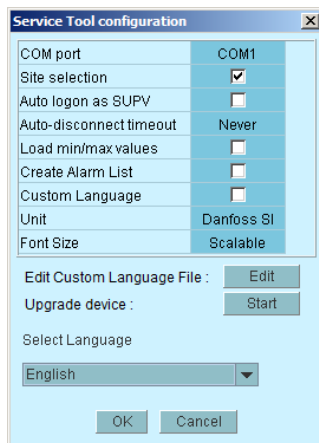 Service Tool configuration
COM port COM1
Site selection
Auto logon as SUPV
Auto-disconnect timeout Never
Load min/max values
Create Alarm List
Custom Language
Unit Danfoss SI
Font Size Scalable
Edit Custom Language File : Edit
Upgrade device : Start
Select Language
English
OK Cancel